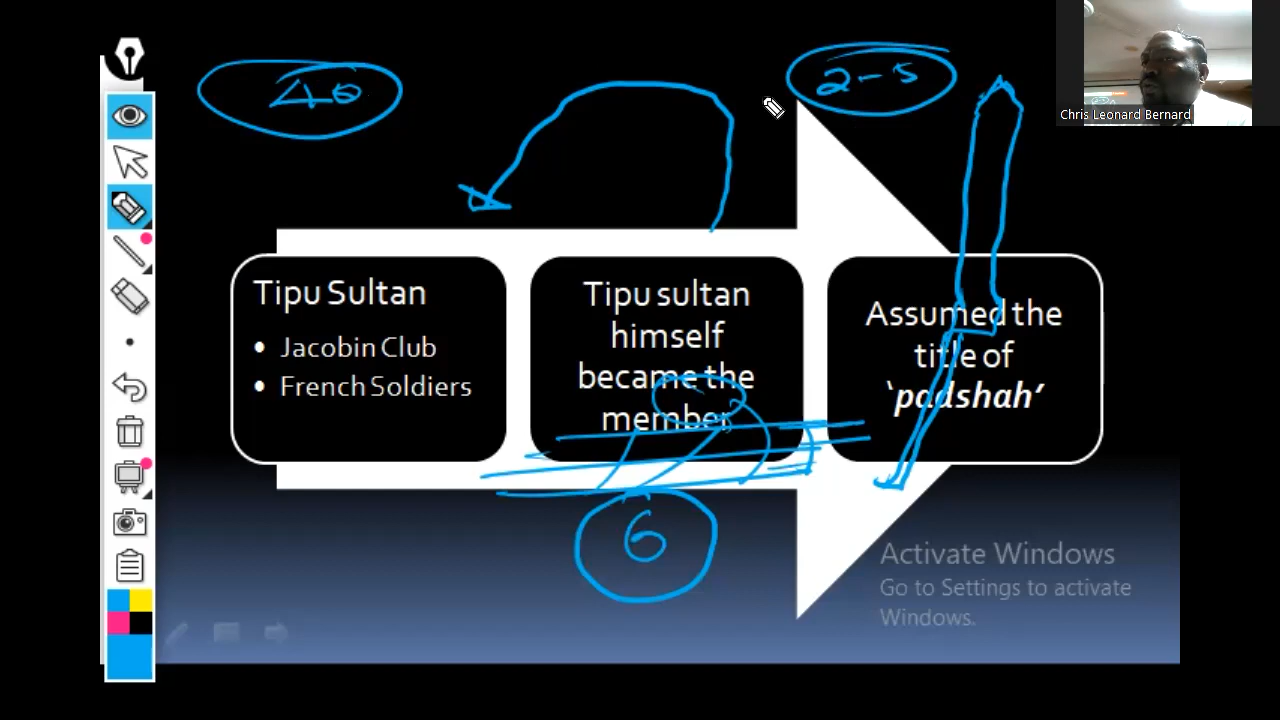 40
2-5
Chris Leonard Bernard
Tipu Sultan
• Jacobin Club
• French Soldiers
Tipu sultan
himself
became the
member
Assumed the
title of
‘padshah’
6
Activate Windows
Go to Settings to activate
Windows.